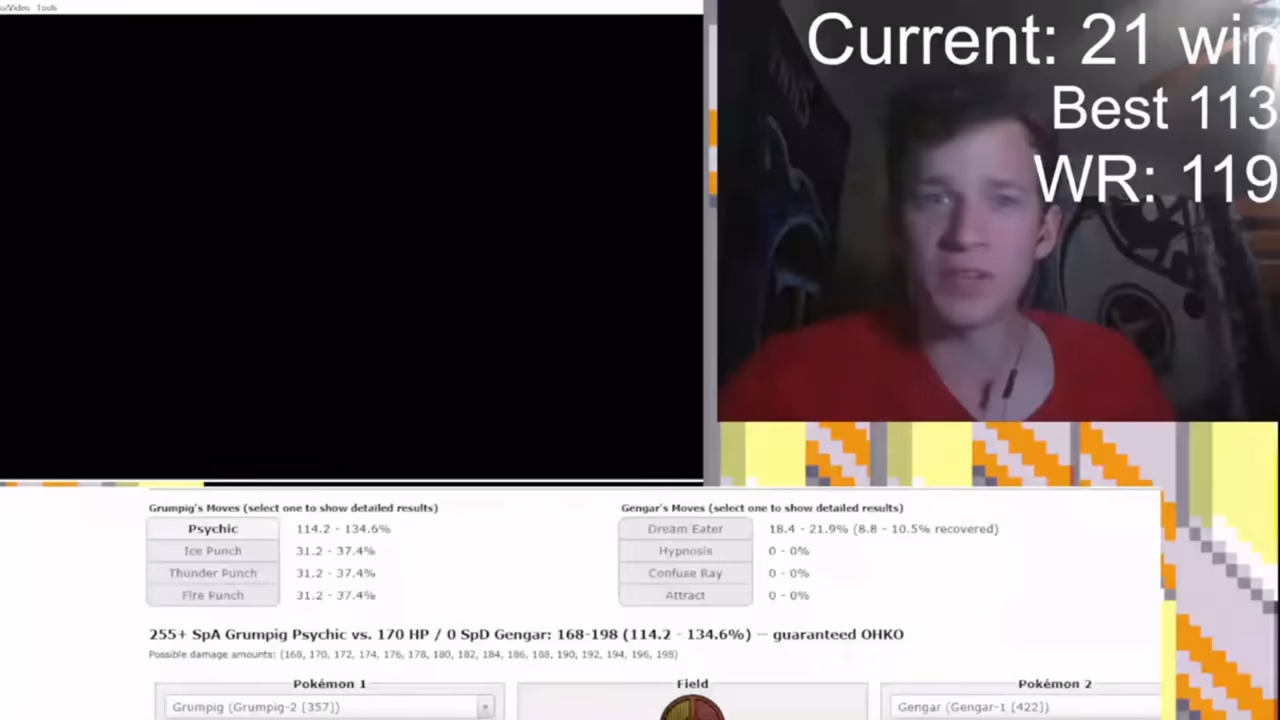 o/Video Tools
Current: 21 win
Best 113
WR: 119
Grumpig's Moves (select one to show detailed results)
Psychic 114.2 - 134.6%
Ice Punch 31.2 - 37.4%
Thunder Punch 31.2 - 37.4%
Fire Punch 31.2 - 37.4%
Gengar's Moves (select one to show detailed results)
Dream Eater 18.4 - 21.9% (8.8 - 10.5% recovered)
Hypnosis 0 - 0%
Confuse Ray 0 - 0%
Attract 0 - 0%
255+ SpA Grumpig Psychic vs. 170 HP / 0 SpD Gengar: 168-198 (114.2 - 134.6%) -- guaranteed OHKO
Possible damage amounts: (168, 170, 172, 174, 176, 178, 180, 182, 184, 186, 188, 190, 192, 194, 196, 198)
Pokémon 1
Grumpig (Grumpig-2 [357])
Field
Pokémon 2
Gengar (Gengar-1 [422])